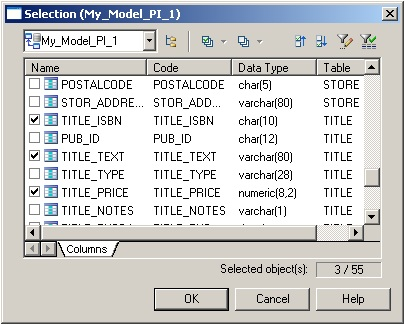 Selection (My_Model_PI_1)
My_Model_PI_1
Name Code Data Type Table
POSTALCODE POSTALCODE char(5) STORE
STOR_ADDRE... STOR_ADD... varchar(80) STORE
TITLE_ISBN TITLE_ISBN char(10) TITLE
PUB_ID PUB_ID char(12) TITLE
TITLE_TEXT TITLE_TEXT varchar(80) TITLE
TITLE_TYPE TITLE_TYPE varchar(28) TITLE
TITLE_PRICE TITLE_PRICE numeric(8,2) TITLE
TITLE_NOTES TITLE_NOTES varchar(1) TITLE
Columns
Selected object(s): 3 / 55
OK Cancel Help